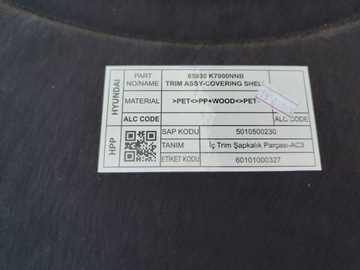 HYUNDAI
PART NO/NAME
85930 K7000NNB
TRIM ASSY-COVERING SHELF
MATERIAL >PET<>PP+WOOD<>PET
ALC CODE ALC CODE
HPP
SAP KODU 5010500230
TANIM İç Trim Şapkalık Parçası-AC3
ETİKET KODU 60101000327